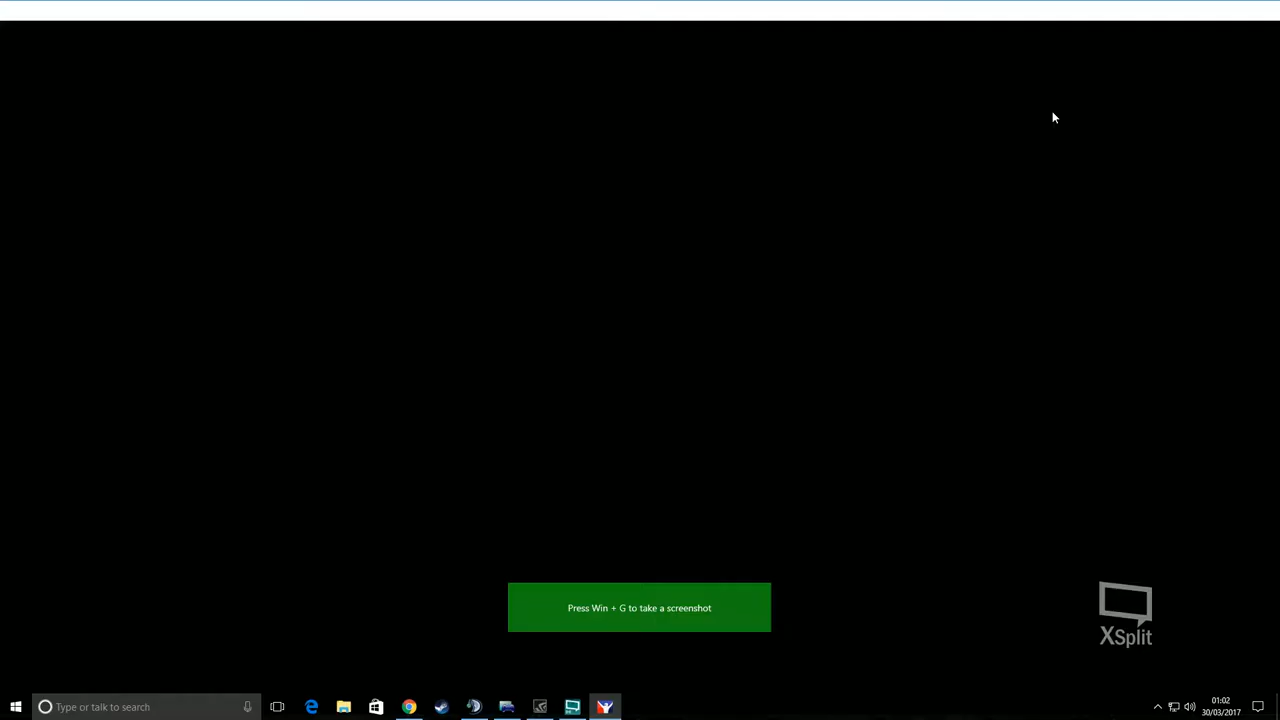 Press Win + G to take a screenshot
XSplit
Type or talk to search
01:02
30/03/2017